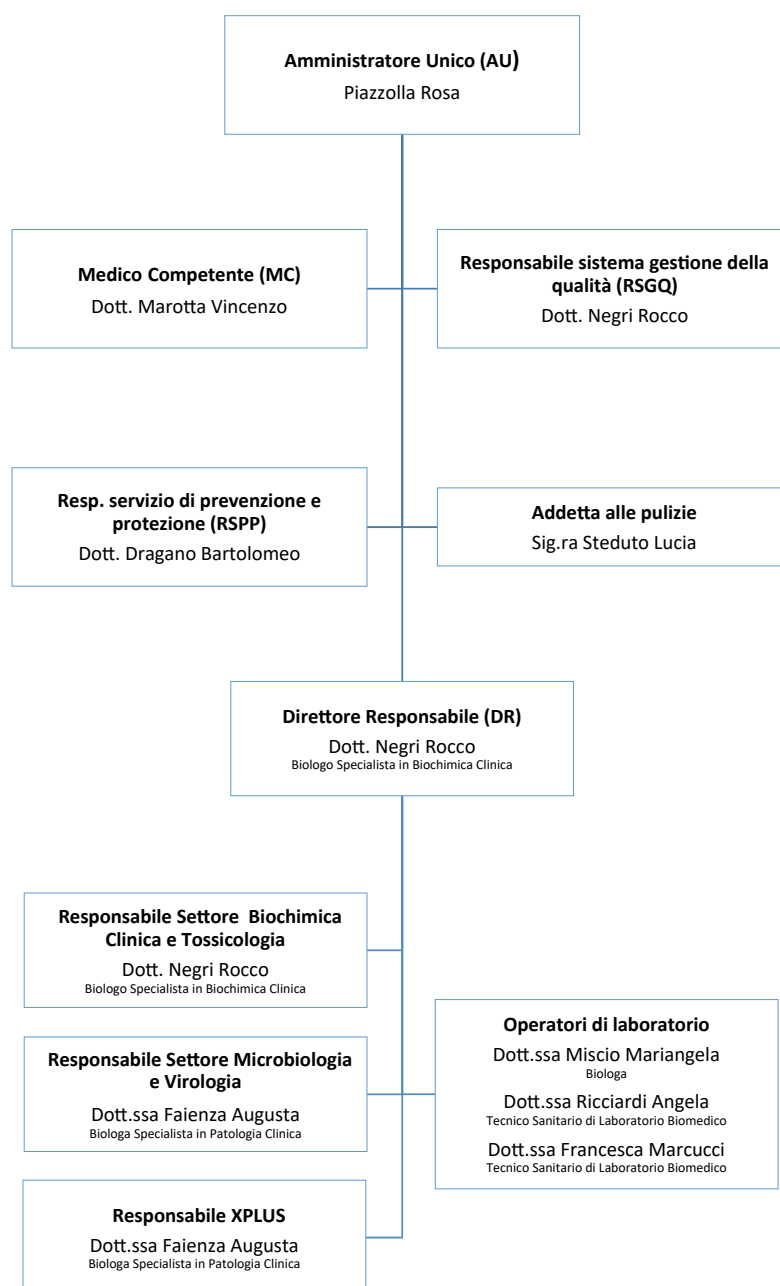 Amministratore Unico (AU)
Piazzolla Rosa
Medico Competente (MC)
Dott. Marotta Vincenzo
Responsabile sistema gestione della
qualità (RSGQ)
Dott. Negri Rocco
Resp. servizio di prevenzione e
protezione (RSPP)
Dott. Dragano Bartolomeo
Addetta alle pulizie
Sig.ra Steduto Lucia
Direttore Responsabile (DR)
Dott. Negri Rocco
Biologo Specialista in Biochimica Clinica
Responsabile Settore  Biochimica
Clinica e Tossicologia
Dott. Negri Rocco
Biologo Specialista in Biochimica Clinica
Responsabile Settore Microbiologia
e Virologia
Dott.ssa Faienza Augusta
Biologa Specialista in Patologia Clinica
Responsabile XPLUS
Dott.ssa Faienza Augusta
Biologa Specialista in Patologia Clinica
Operatori di laboratorio
Dott.ssa Miscio Mariangela
Biologa
Dott.ssa Ricciardi Angela
Tecnico Sanitario di Laboratorio Biomedico
Dott.ssa Francesca Marcucci
Tecnico Sanitario di Laboratorio Biomedico